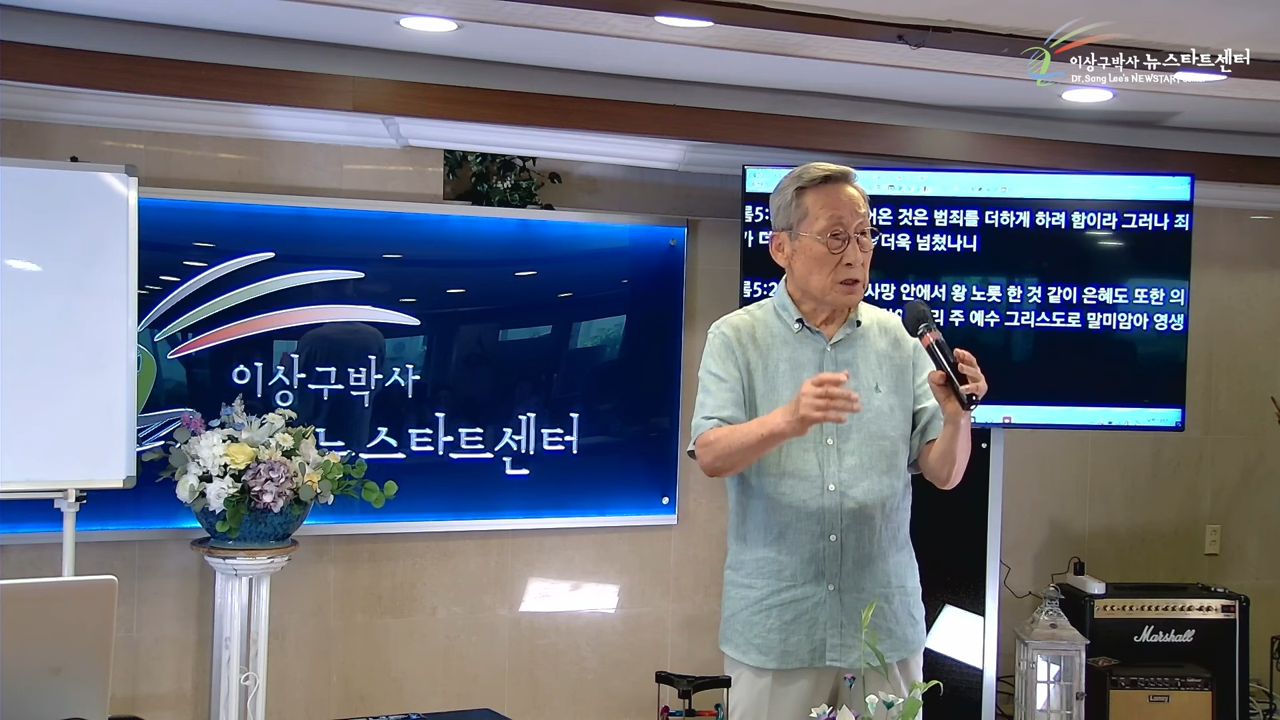 이상구박사 뉴스타트센터
Dr.Sang Lee's NEWSTART
롬5: 것은 범죄를 더하게 하려 함이라 그러나 죄
가 더욱 넘쳤나니
롬5:2 사망 안에서 왕 노릇 한 것 같이 은혜도 또한 의
주 예수 그리스도로 말미암아 영생
이상구박사
뉴스타트센터
Marshall
Laney